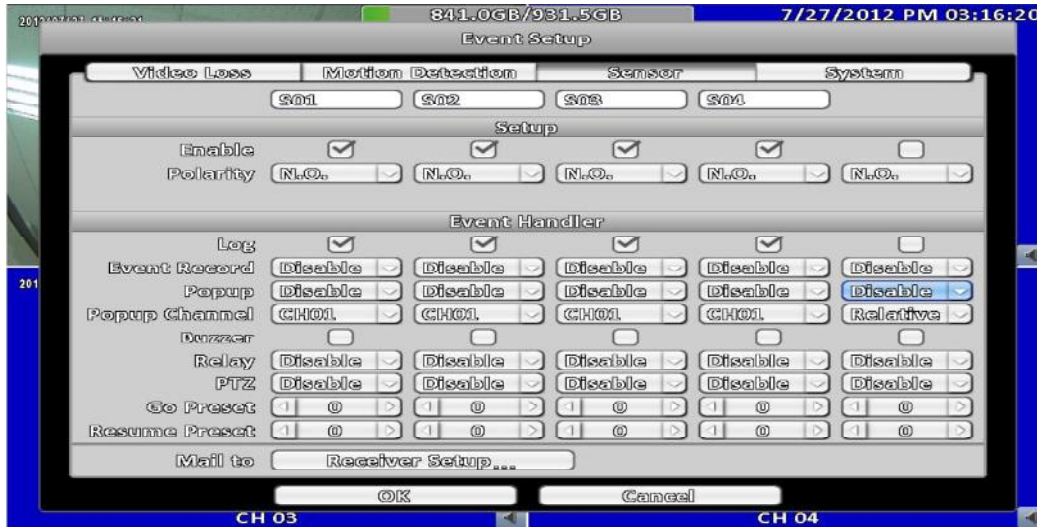 841.0GB/931.5GB 7/27/2012 PM 03:16:20
Event Setup
Video Loss Motion Detection Sensor System
S01 S02 S03 S04
Setup
Enable
Polarity N.O. N.O. N.O. N.O. N.O.
Event Handler
Log
Event Record Disable Disable Disable Disable Disable
201
Popup Disable Disable Disable Disable Disable
Popup Channel CH01 CH01 CH01 CH01 Relative
Buzzer
Relay Disable Disable Disable Disable Disable
PTZ Disable Disable Disable Disable Disable
Go Preset 0 0 0 0 0
Resume Preset 0 0 0 0 0
Mail to Receiver Setup...
OK Cancel
CH 03 CH 04